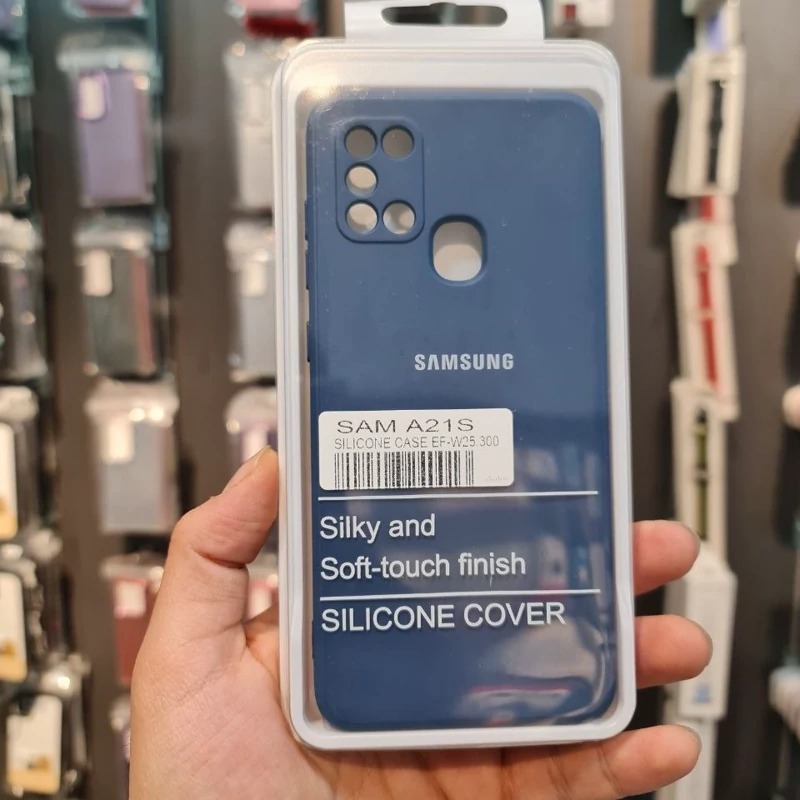 SAMSUNG
SAM A21S
SILICONE CASE EF-W25.300
Silky and
Soft-touch finish
SILICONE COVER